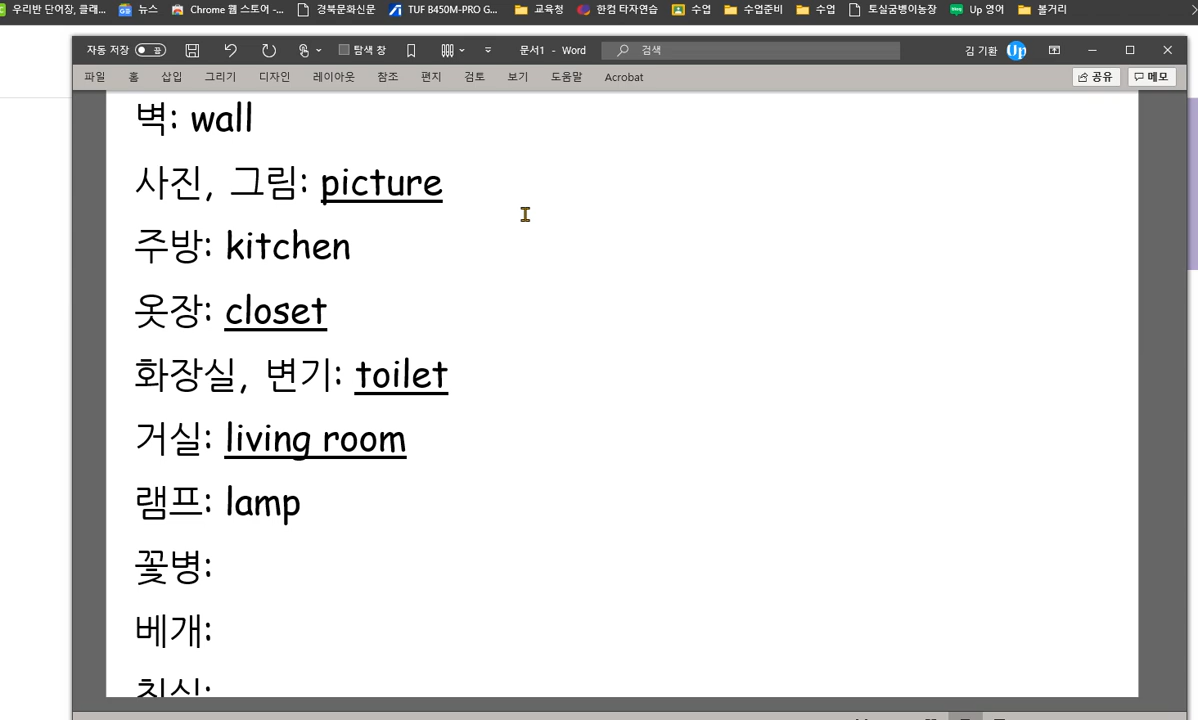 우리반 단어장, 클래... 뉴스 Chrome 웹 스토어 -... 경북문화신문 TUF B450M-PRO G... 교육청 한컴 타자연습 수업 수업준비 수업 토실굼벵이농장 Up 영어 볼거리
자동 저장 끔 탐색 창 문서1 - Word 검색 김 기환 Up
파일 홈 삽입 그리기 디자인 레이아웃 참조 편지 검토 보기 도움말 Acrobat 공유 메모
벽: wall
사진, 그림: picture
주방: kitchen
옷장: closet
화장실, 변기: toilet
거실: living room
램프: lamp
꽃병:
베개:
침실: